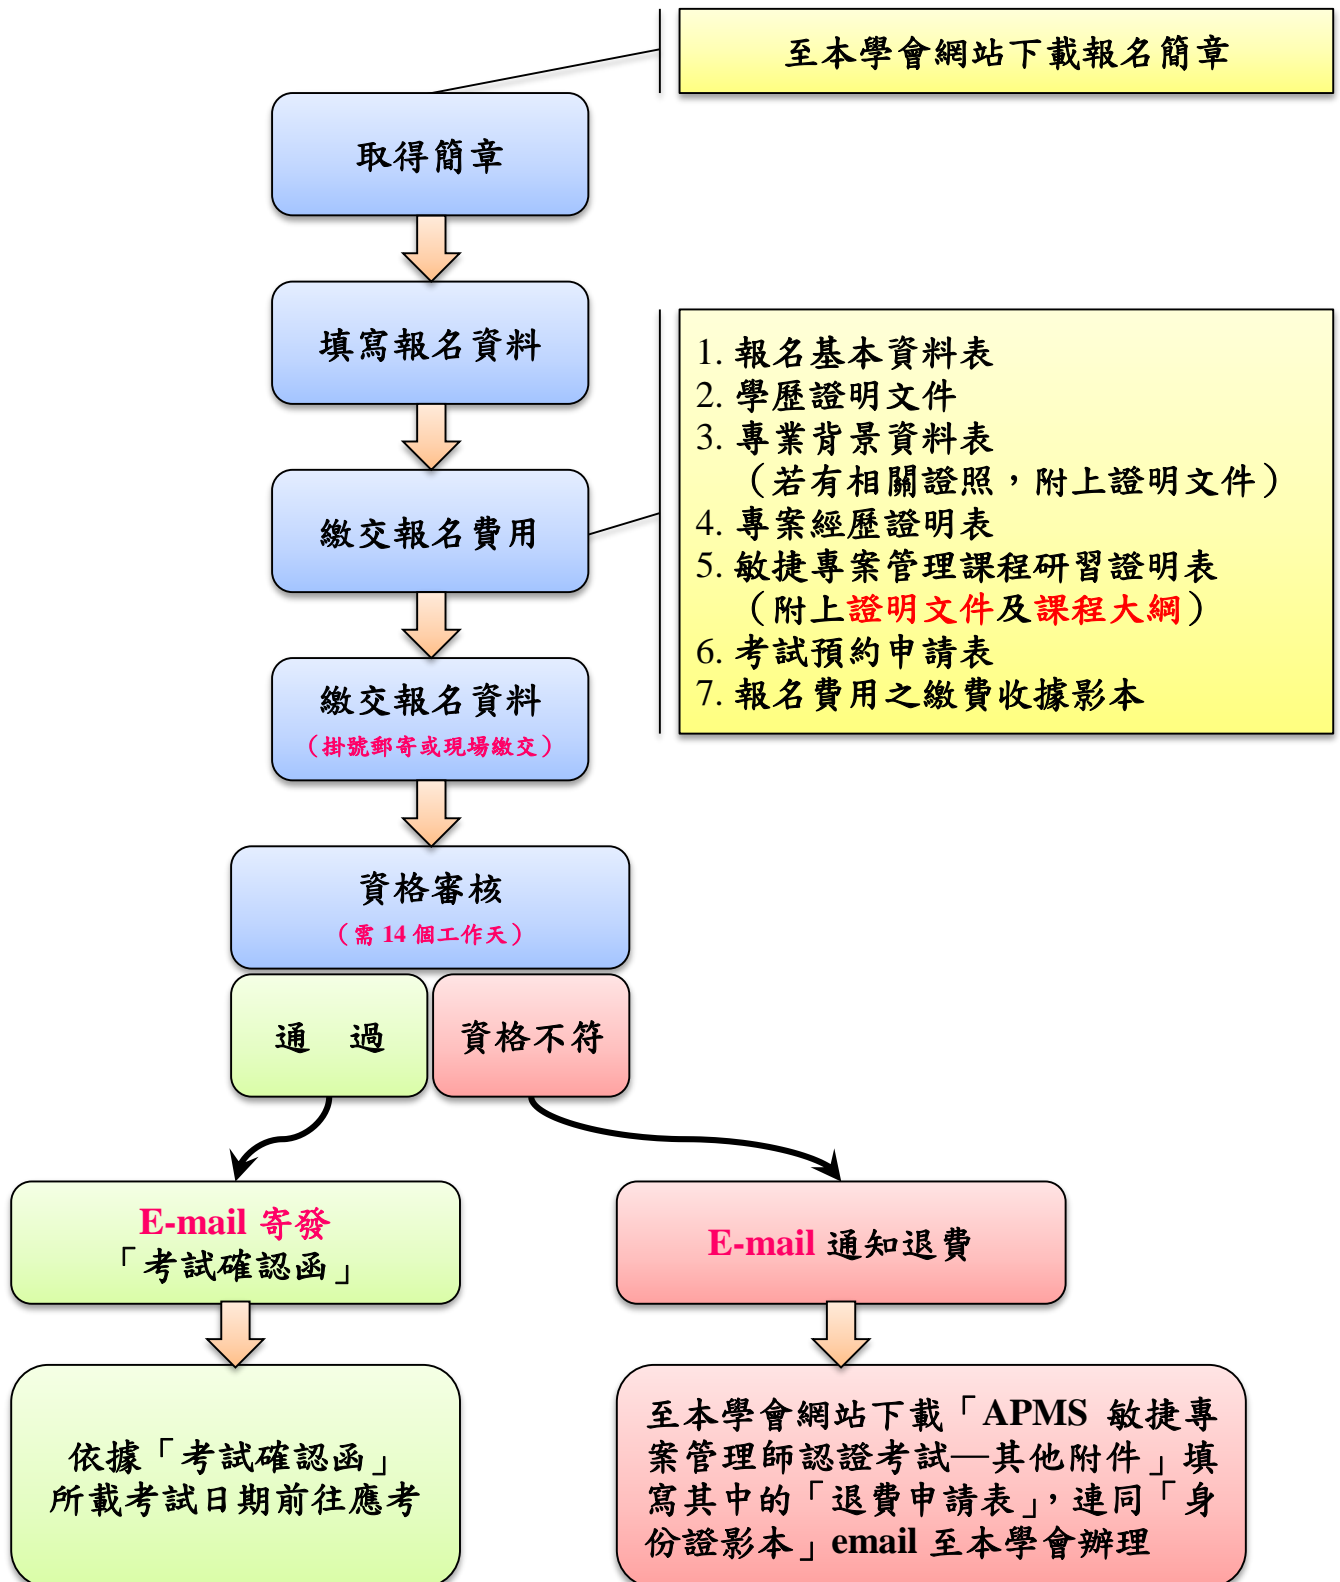 至本學會網站下載報名簡章
取得簡章
填寫報名資料
1. 報名基本資料表
2. 學歷證明文件
3. 專業背景資料表
（若有相關證照，附上證明文件）
4. 專案經歷證明表
5. 敏捷專案管理課程研習證明表
（附上證明文件及課程大綱）
6. 考試預約申請表
7. 報名費用之繳費收據影本
繳交報名費用
繳交報名資料
（掛號郵寄或現場繳交）
資格審核
（需 14 個工作天）
通　過
資格不符
E-mail 寄發
「考試確認函」
E-mail 通知退費
依據「考試確認函」
所載考試日期前往應考
至本學會網站下載「APMS 敏捷專
案管理師認證考試—其他附件」填
寫其中的「退費申請表」，連同「身
份證影本」email 至本學會辦理